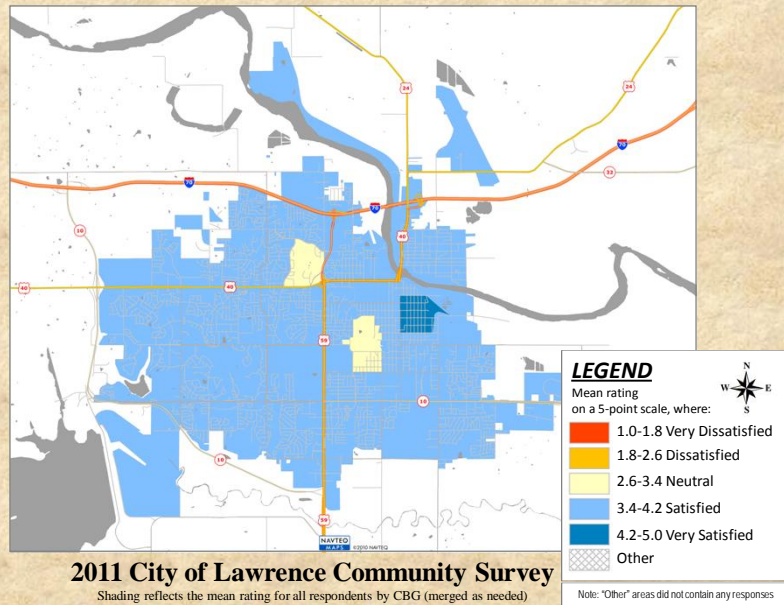 24
24
70
70
32
70
10
40
40
40
59
10
10
59
NAVTEQ
MAPS
©2010 NAVTEQ
LEGEND
N
W E
S
Mean rating
on a 5-point scale, where:
1.0-1.8 Very Dissatisfied
1.8-2.6 Dissatisfied
2.6-3.4 Neutral
3.4-4.2 Satisfied
4.2-5.0 Very Satisfied
Other
2011 City of Lawrence Community Survey
Shading reflects the mean rating for all respondents by CBG (merged as needed)
Note: "Other" areas did not contain any responses